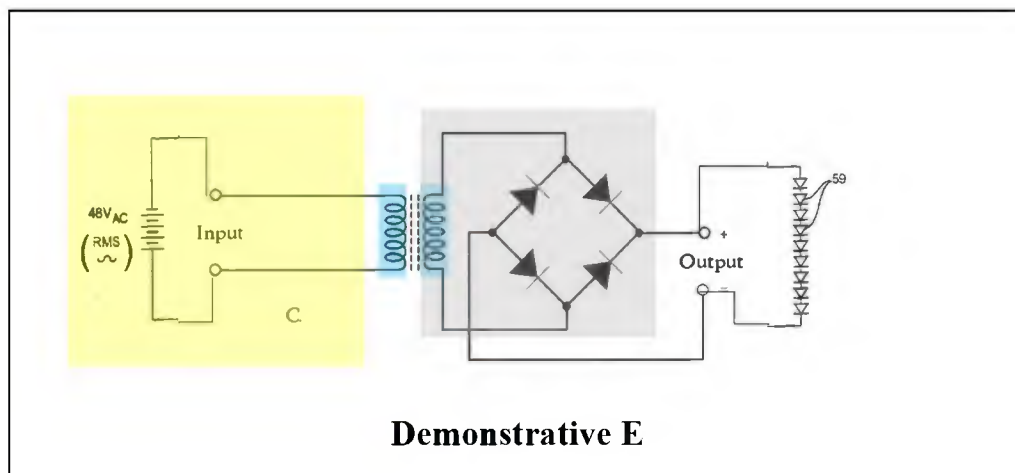 48VAC
(RMS)
∿
Input
C.
+
Output
−
59
Demonstrative E